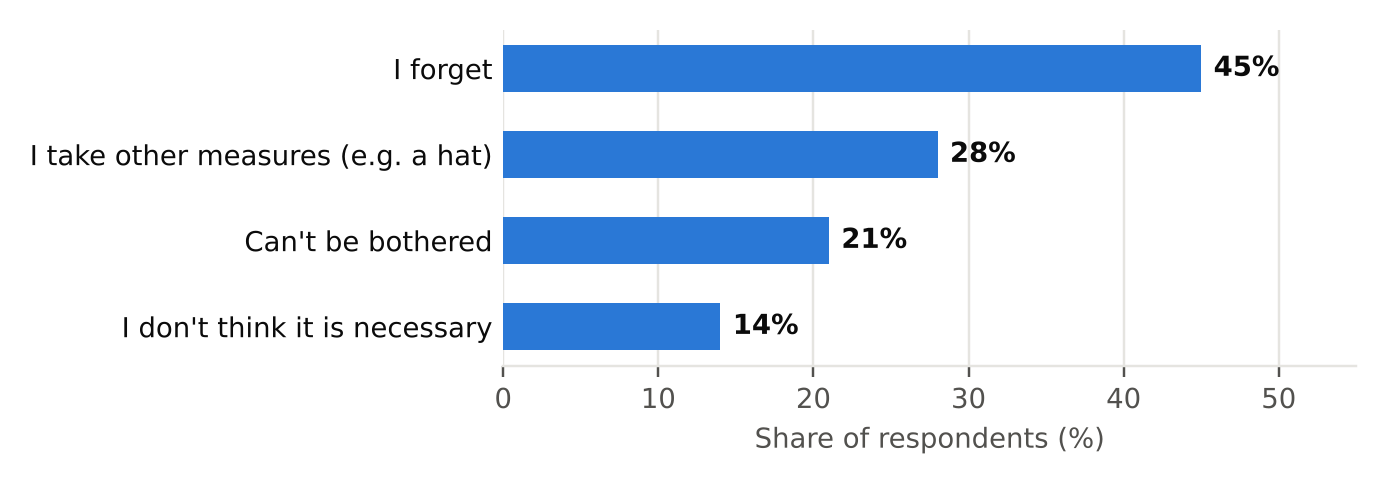 I forget 45%
I take other measures (e.g. a hat) 28%
Can't be bothered 21%
I don't think it is necessary 14%
0 10 20 30 40 50
Share of respondents (%)